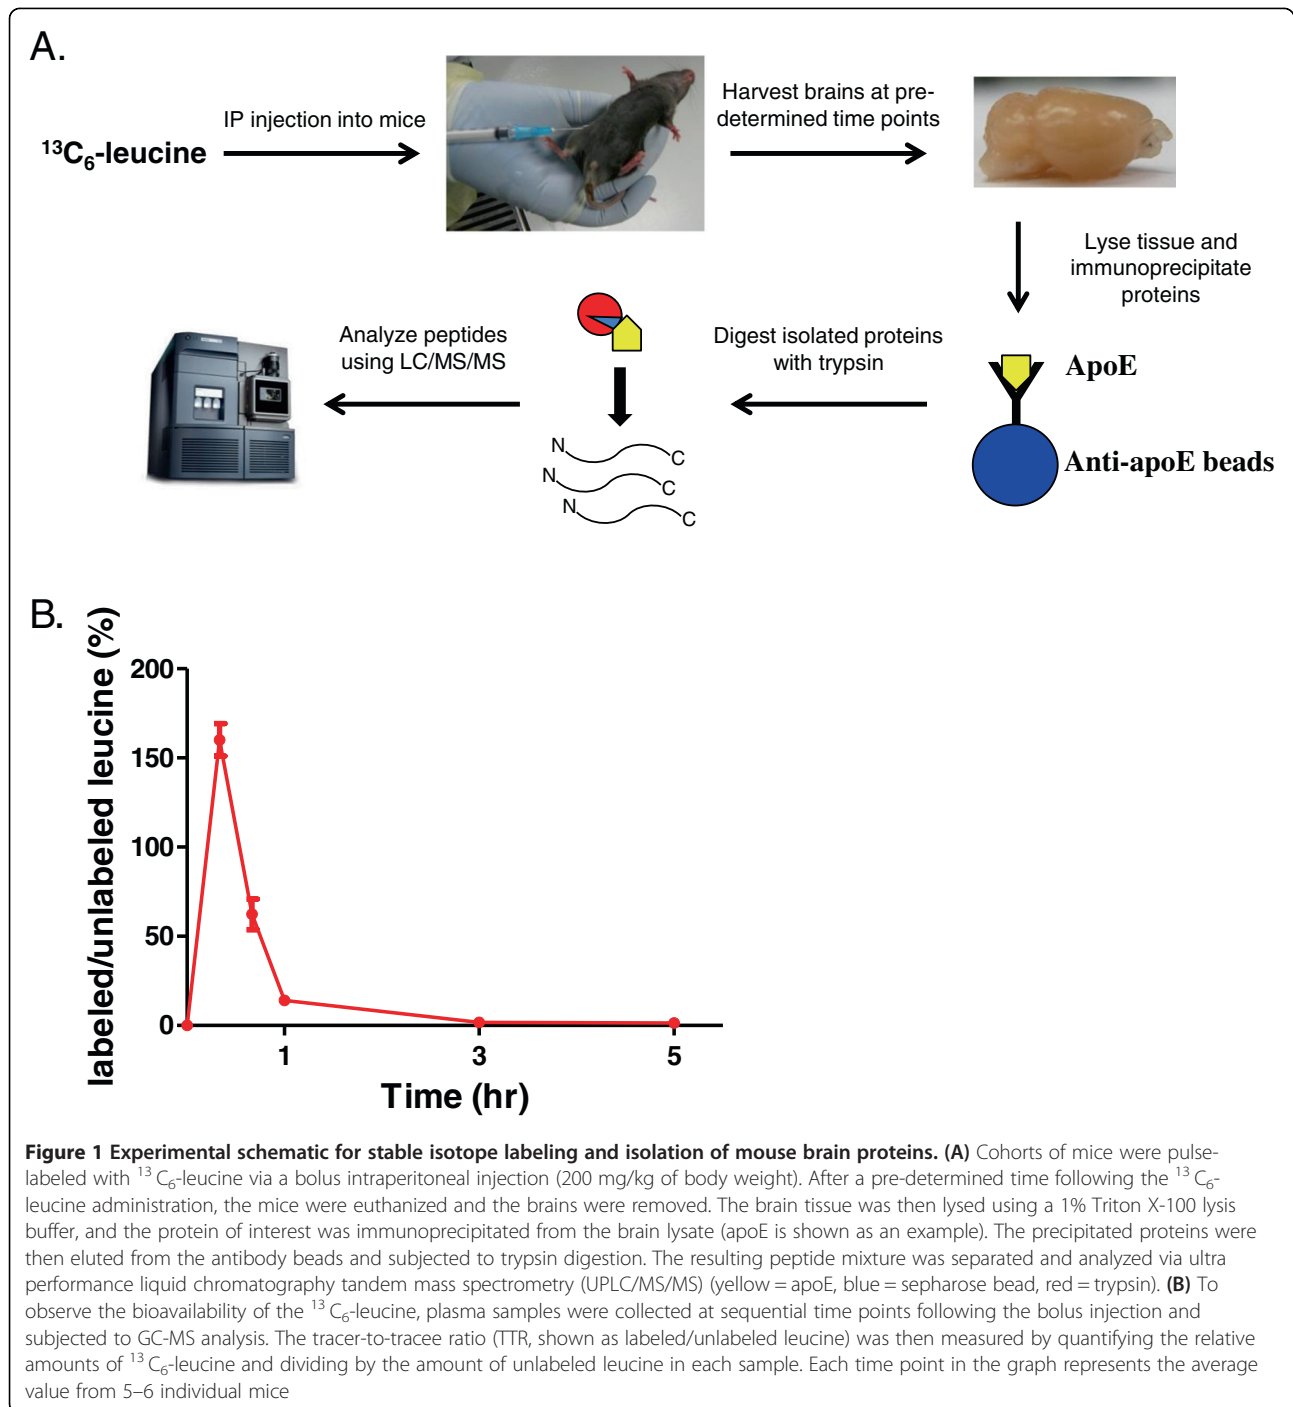 A.
¹³C₆-leucine
IP injection into mice
Harvest brains at pre-
determined time points
Lyse tissue and
immunoprecipitate
proteins
ApoE
Anti-apoE beads
Digest isolated proteins
with trypsin
N
C
N
C
N
C
Analyze peptides
using LC/MS/MS
B.
labeled/unlabeled leucine (%)
200
150
100
50
0
1
3
5
Time (hr)
Figure 1 Experimental schematic for stable isotope labeling and isolation of mouse brain proteins. (A) Cohorts of mice were pulse-
labeled with ¹³ C₆-leucine via a bolus intraperitoneal injection (200 mg/kg of body weight). After a pre-determined time following the ¹³ C₆-
leucine administration, the mice were euthanized and the brains were removed. The brain tissue was then lysed using a 1% Triton X-100 lysis
buffer, and the protein of interest was immunoprecipitated from the brain lysate (apoE is shown as an example). The precipitated proteins were
then eluted from the antibody beads and subjected to trypsin digestion. The resulting peptide mixture was separated and analyzed via ultra
performance liquid chromatography tandem mass spectrometry (UPLC/MS/MS) (yellow = apoE, blue = sepharose bead, red = trypsin). (B) To
observe the bioavailability of the ¹³ C₆-leucine, plasma samples were collected at sequential time points following the bolus injection and
subjected to GC-MS analysis. The tracer-to-tracee ratio (TTR, shown as labeled/unlabeled leucine) was then measured by quantifying the relative
amounts of ¹³ C₆-leucine and dividing by the amount of unlabeled leucine in each sample. Each time point in the graph represents the average
value from 5–6 individual mice